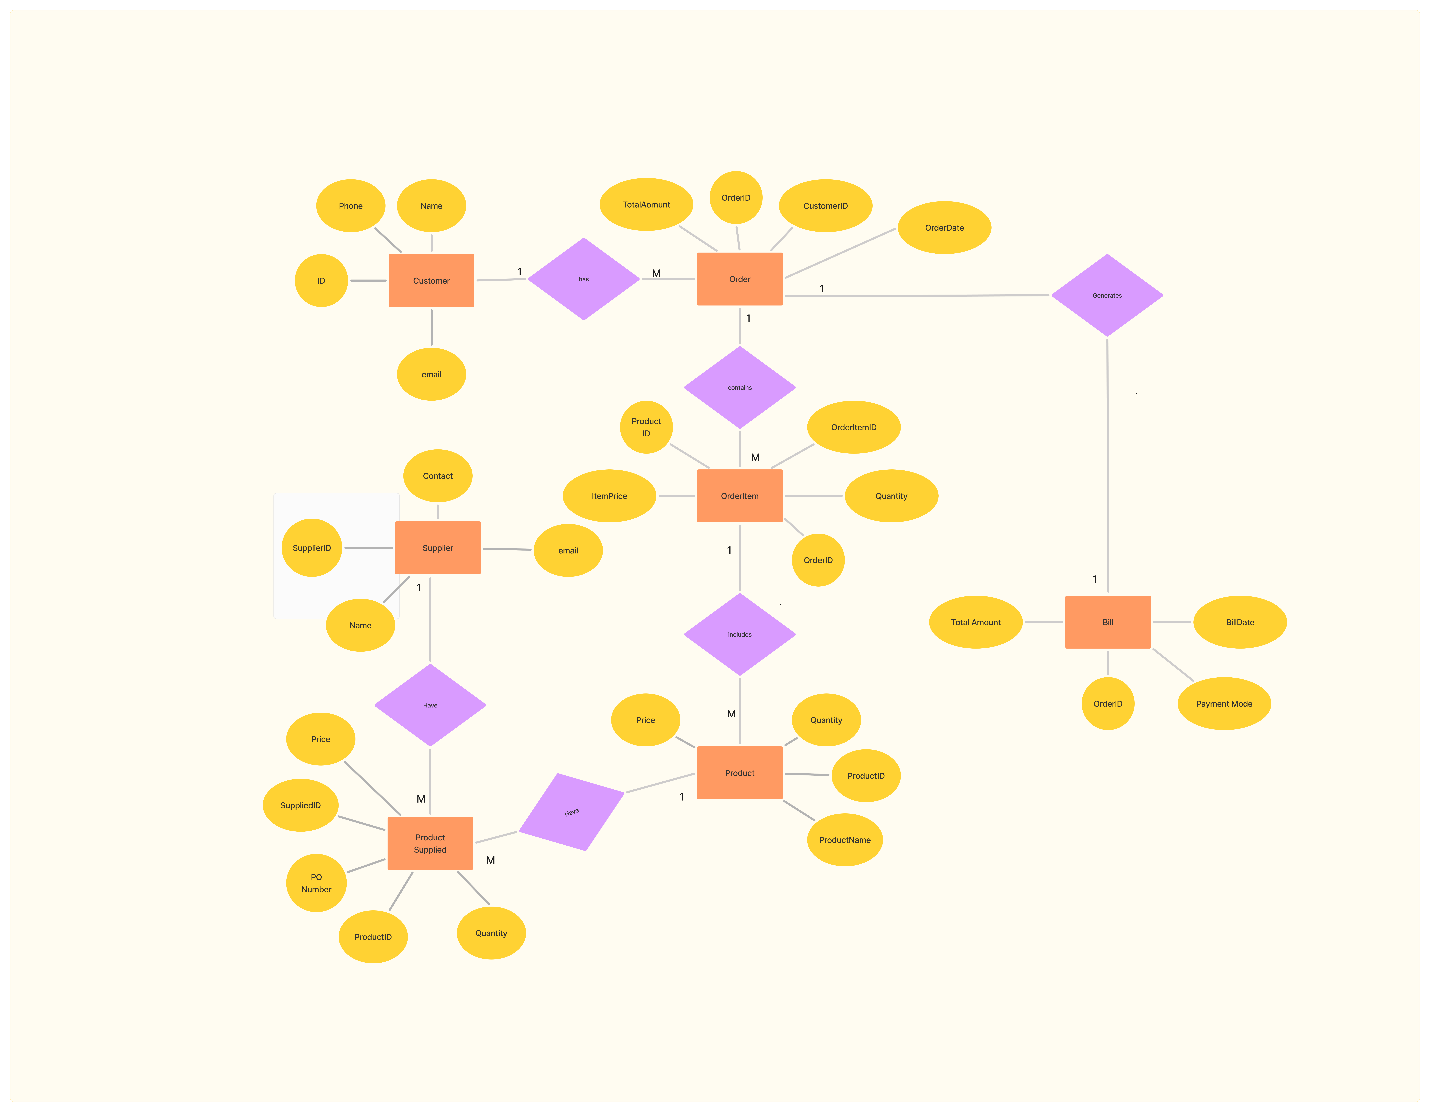 Phone
Name
TotalAomunt
OrderID
CustomerID
OrderDate
ID
Customer
1
has
M
Order
1
Generates
1
email
contains
Product
ID
OrderItemID
M
Contact
ItemPrice
OrderItem
Quantity
SupplierID
Supplier
email
1
OrderID
1
Name
1
includes
Total Amount
Bill
BillDate
Have
M
OrderID
Payment Mode
Price
Price
Quantity
Product
ProductID
SuppliedID
M
1
ProductName
Product
Supplied
M
PO
Number
ProductID
Quantity